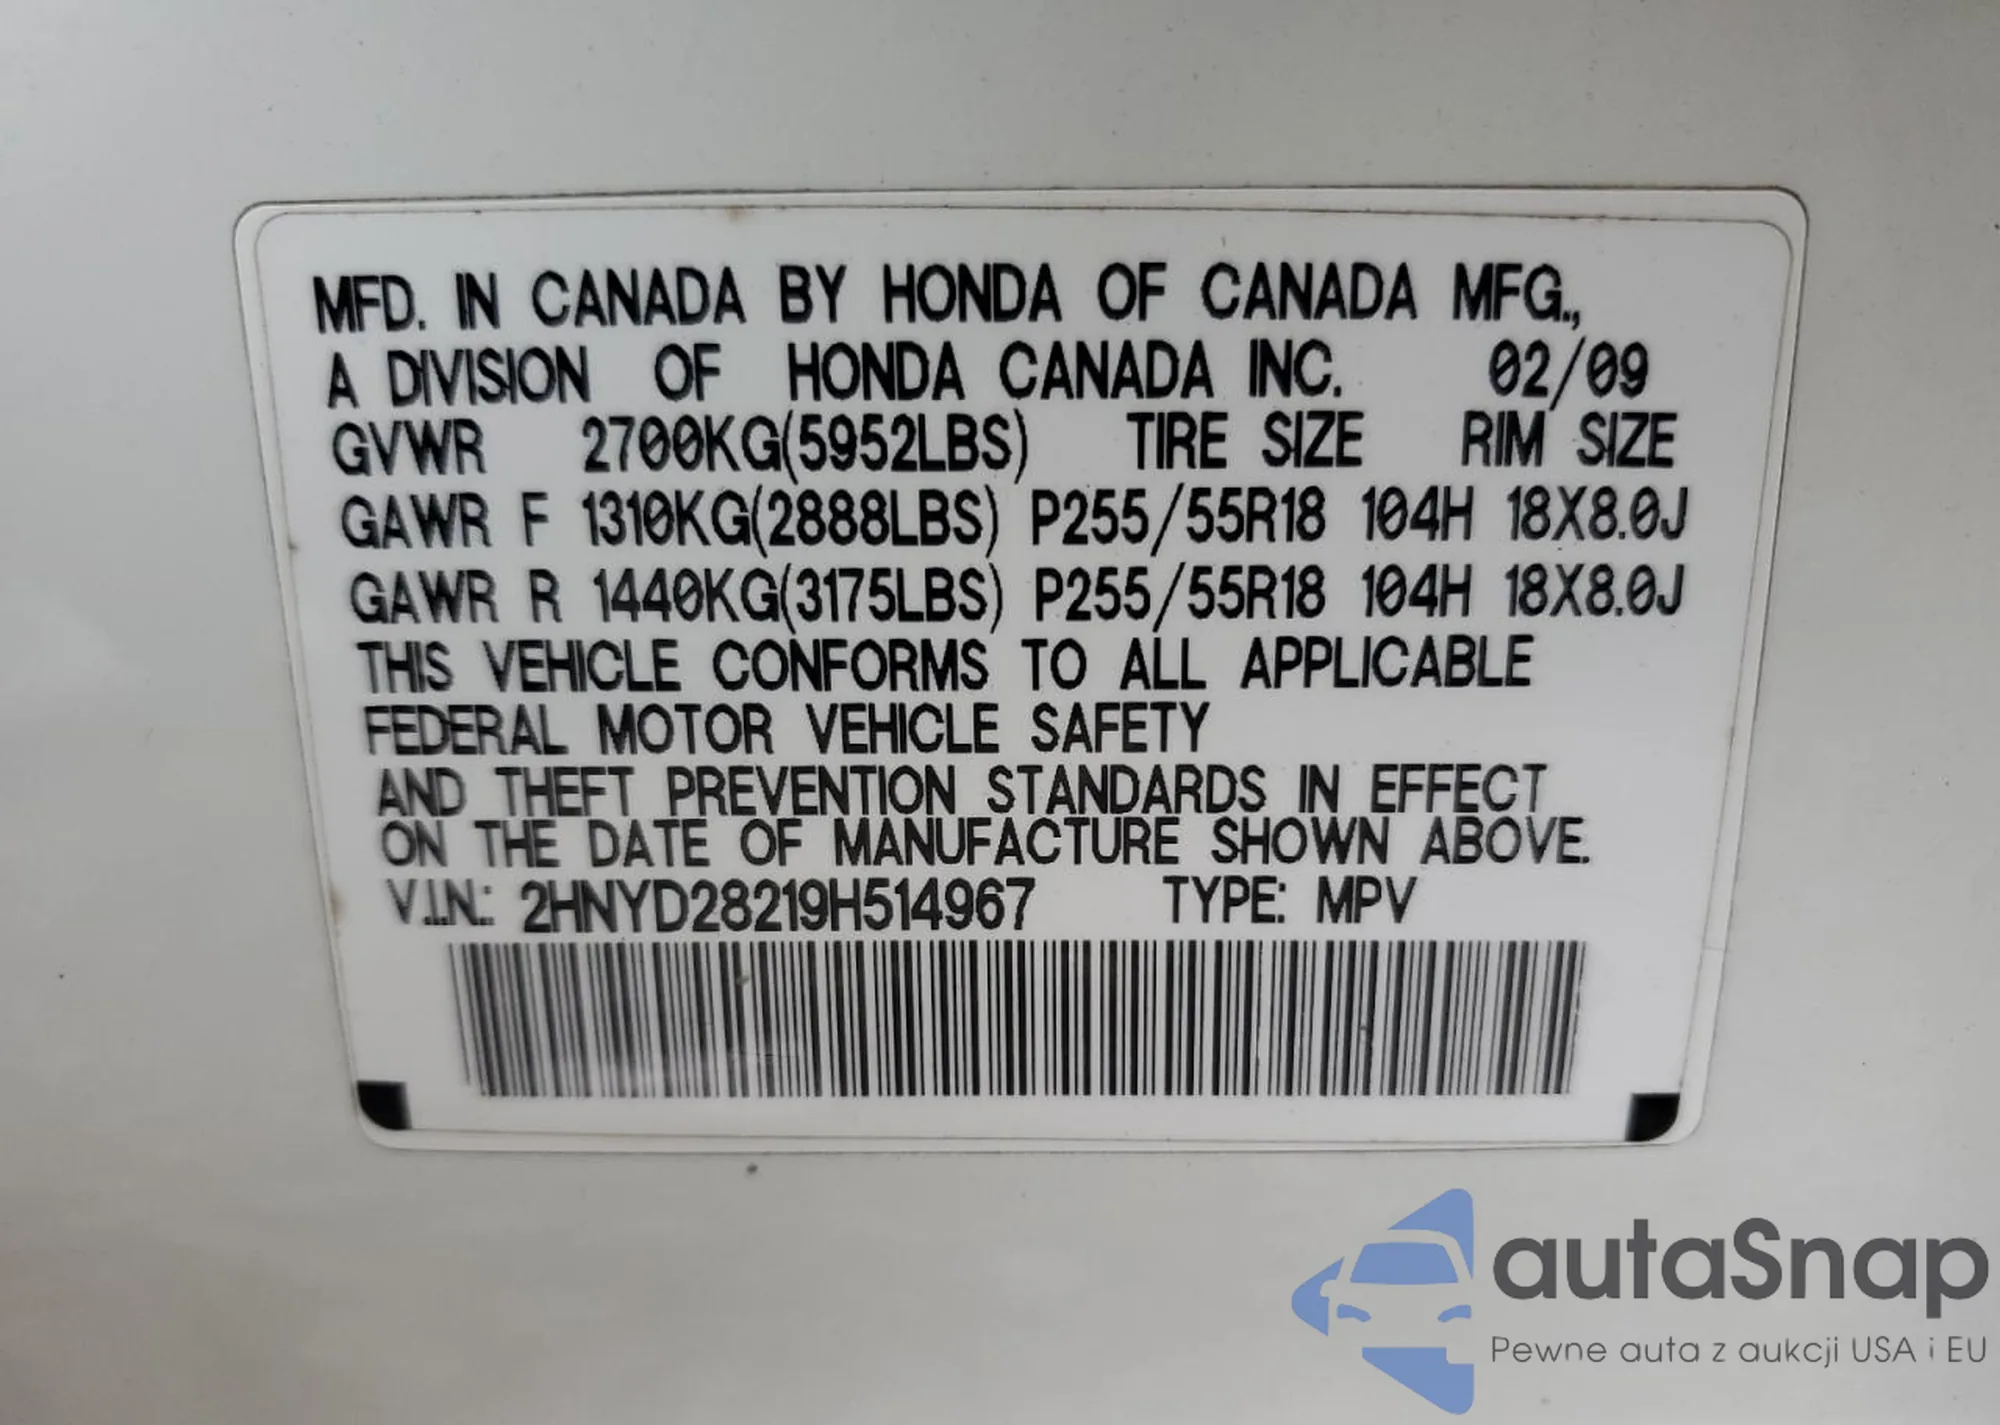 MFD. IN CANADA BY HONDA OF CANADA MFG.,
A DIVISION OF HONDA CANADA INC. 02/09
GVWR 2700KG(5952LBS) TIRE SIZE RIM SIZE
GAWR F 1310KG(2888LBS) P255/55R18 104H 18X8.0J
GAWR R 1440KG(3175LBS) P255/55R18 104H 18X8.0J
THIS VEHICLE CONFORMS TO ALL APPLICABLE
FEDERAL MOTOR VEHICLE SAFETY
AND THEFT PREVENTION STANDARDS IN EFFECT
ON THE DATE OF MANUFACTURE SHOWN ABOVE.
V.I.N.: 2HNYD28219H514967 TYPE: MPV
autaSnap
Pewne auta z aukcji USA i EU